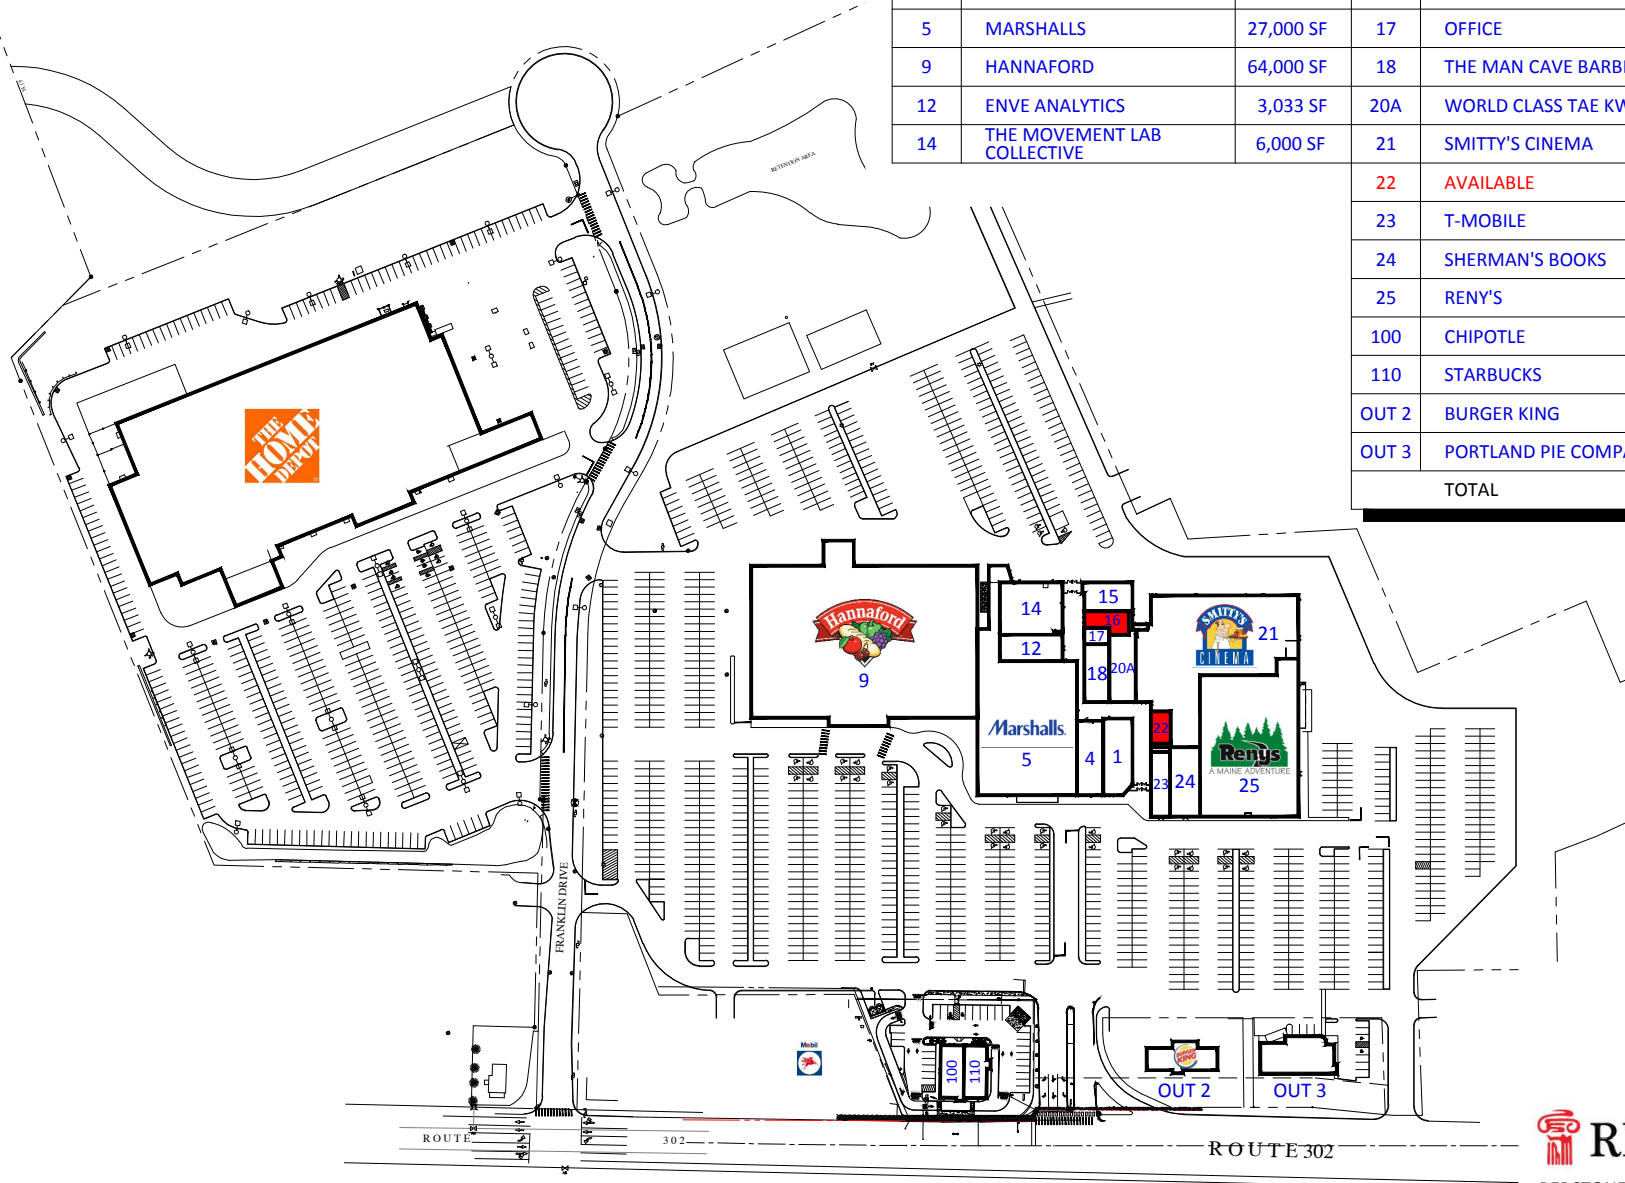 5 MARSHALLS 27,000 SF 17 OFFICE
9 HANNAFORD 64,000 SF 18 THE MAN CAVE
12 ENVE ANALYTICS 3,033 SF 20A WORLD CLASS TAE
14 THE MOVEMENT LAB COLLECTIVE 6,000 SF 21 SMITTY'S CINEMA
22 AVAILABLE
23 T-MOBILE
24 SHERMAN'S BOOKS
25 RENY'S
100 CHIPOTLE
110 STARBUCKS
OUT 2 BURGER KING
OUT 3 PORTLAND PIE
TOTAL
RETENTION AREA
THE
HOME
DEPOT
Hannaford
9
14
12
15
16
17
18
20A
SMITTY'S
CINEMA
21
Marshalls.
5
4
1
22
23
24
Renys
A MAINE ADVENTURE
25
FRANKLIN DRIVE
Mobil
100
110
BURGER
KING
OUT 2
OUT 3
ROUTE 302
ROUTE 302